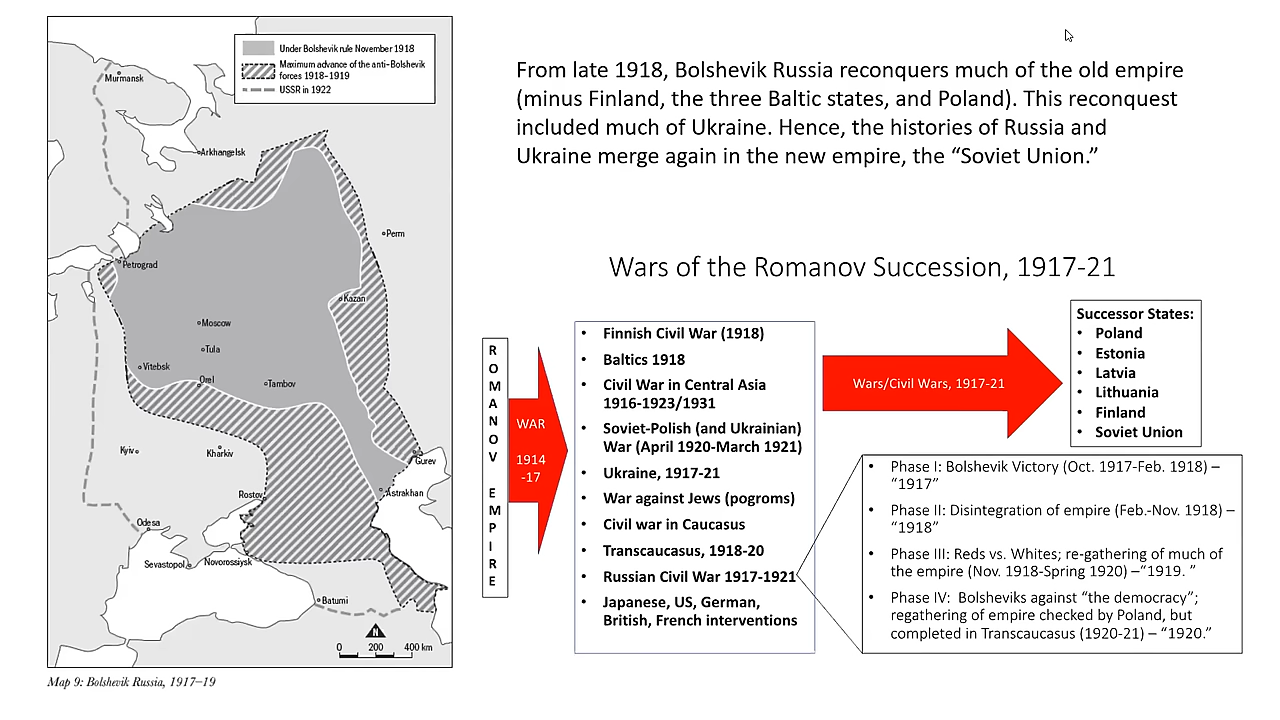 Under Bolshevik rule November 1918
Maximum advance of the anti-Bolshevik
forces 1918–1919
USSR in 1922
Murmansk
Arkhangelsk
Perm
Petrograd
Kazan
Moscow
Tula
Vitebsk
Orel
Tambov
Kyiv
Kharkiv
Gurev
Astrakhan
Rostov
Odesa
Sevastopol
Novorossiysk
Batumi
N
0 200 400 km
Map 9: Bolshevik Russia, 1917–19
From late 1918, Bolshevik Russia reconquers much of the old empire
(minus Finland, the three Baltic states, and Poland). This reconquest
included much of Ukraine. Hence, the histories of Russia and
Ukraine merge again in the new empire, the “Soviet Union.”
Wars of the Romanov Succession, 1917-21
ROMANOV EMPIRE
WAR
1914
-17
• Finnish Civil War (1918)
• Baltics 1918
• Civil War in Central Asia
1916-1923/1931
• Soviet-Polish (and Ukrainian)
War (April 1920-March 1921)
• Ukraine, 1917-21
• War against Jews (pogroms)
• Civil war in Caucasus
• Transcaucasus, 1918-20
• Russian Civil War 1917-1921
• Japanese, US, German,
British, French interventions
Wars/Civil Wars, 1917-21
Successor States:
• Poland
• Estonia
• Latvia
• Lithuania
• Finland
• Soviet Union
• Phase I: Bolshevik Victory (Oct. 1917-Feb. 1918) –
“1917”
• Phase II: Disintegration of empire (Feb.-Nov. 1918) –
“1918”
• Phase III: Reds vs. Whites; re-gathering of much of
the empire (Nov. 1918-Spring 1920) –“1919. ”
• Phase IV: Bolsheviks against “the democracy”;
regathering of empire checked by Poland, but
completed in Transcaucasus (1920-21) – “1920.”